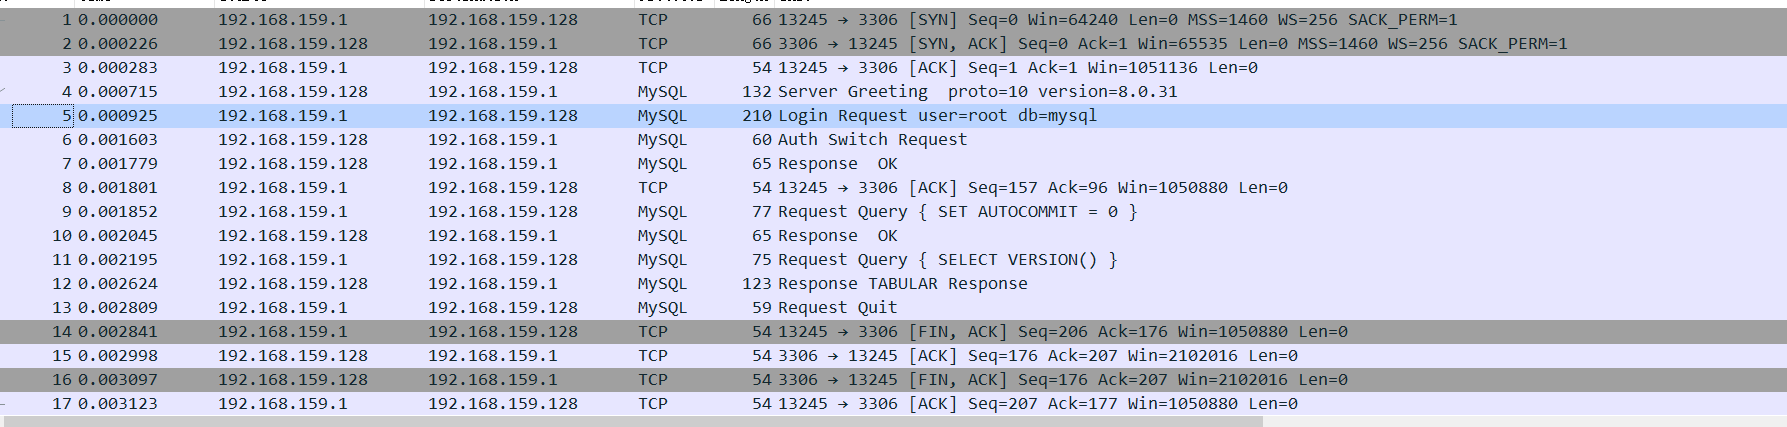 1 0.000000 192.168.159.1 192.168.159.128 TCP 66 13245 → 3306 [SYN] Seq=0 Win=64240 Len=0 MSS=1460 WS=256 SACK_PERM=1
2 0.000226 192.168.159.128 192.168.159.1 TCP 66 3306 → 13245 [SYN, ACK] Seq=0 Ack=1 Win=65535 Len=0 MSS=1460 WS=256 SACK_PERM=1
3 0.000283 192.168.159.1 192.168.159.128 TCP 54 13245 → 3306 [ACK] Seq=1 Ack=1 Win=1051136 Len=0
4 0.000715 192.168.159.128 192.168.159.1 MySQL 132 Server Greeting proto=10 version=8.0.31
5 0.000925 192.168.159.1 192.168.159.128 MySQL 210 Login Request user=root db=mysql
6 0.001603 192.168.159.128 192.168.159.1 MySQL 60 Auth Switch Request
7 0.001779 192.168.159.128 192.168.159.1 MySQL 65 Response OK
8 0.001801 192.168.159.1 192.168.159.128 TCP 54 13245 → 3306 [ACK] Seq=157 Ack=96 Win=1050880 Len=0
9 0.001852 192.168.159.1 192.168.159.128 MySQL 77 Request Query { SET AUTOCOMMIT = 0 }
10 0.002045 192.168.159.128 192.168.159.1 MySQL 65 Response OK
11 0.002195 192.168.159.1 192.168.159.128 MySQL 75 Request Query { SELECT VERSION() }
12 0.002624 192.168.159.128 192.168.159.1 MySQL 123 Response TABULAR Response
13 0.002809 192.168.159.1 192.168.159.128 MySQL 59 Request Quit
14 0.002841 192.168.159.1 192.168.159.128 TCP 54 13245 → 3306 [FIN, ACK] Seq=206 Ack=176 Win=1050880 Len=0
15 0.002998 192.168.159.128 192.168.159.1 TCP 54 3306 → 13245 [ACK] Seq=176 Ack=207 Win=2102016 Len=0
16 0.003097 192.168.159.128 192.168.159.1 TCP 54 3306 → 13245 [FIN, ACK] Seq=176 Ack=207 Win=2102016 Len=0
17 0.003123 192.168.159.1 192.168.159.128 TCP 54 13245 → 3306 [ACK] Seq=207 Ack=177 Win=1050880 Len=0